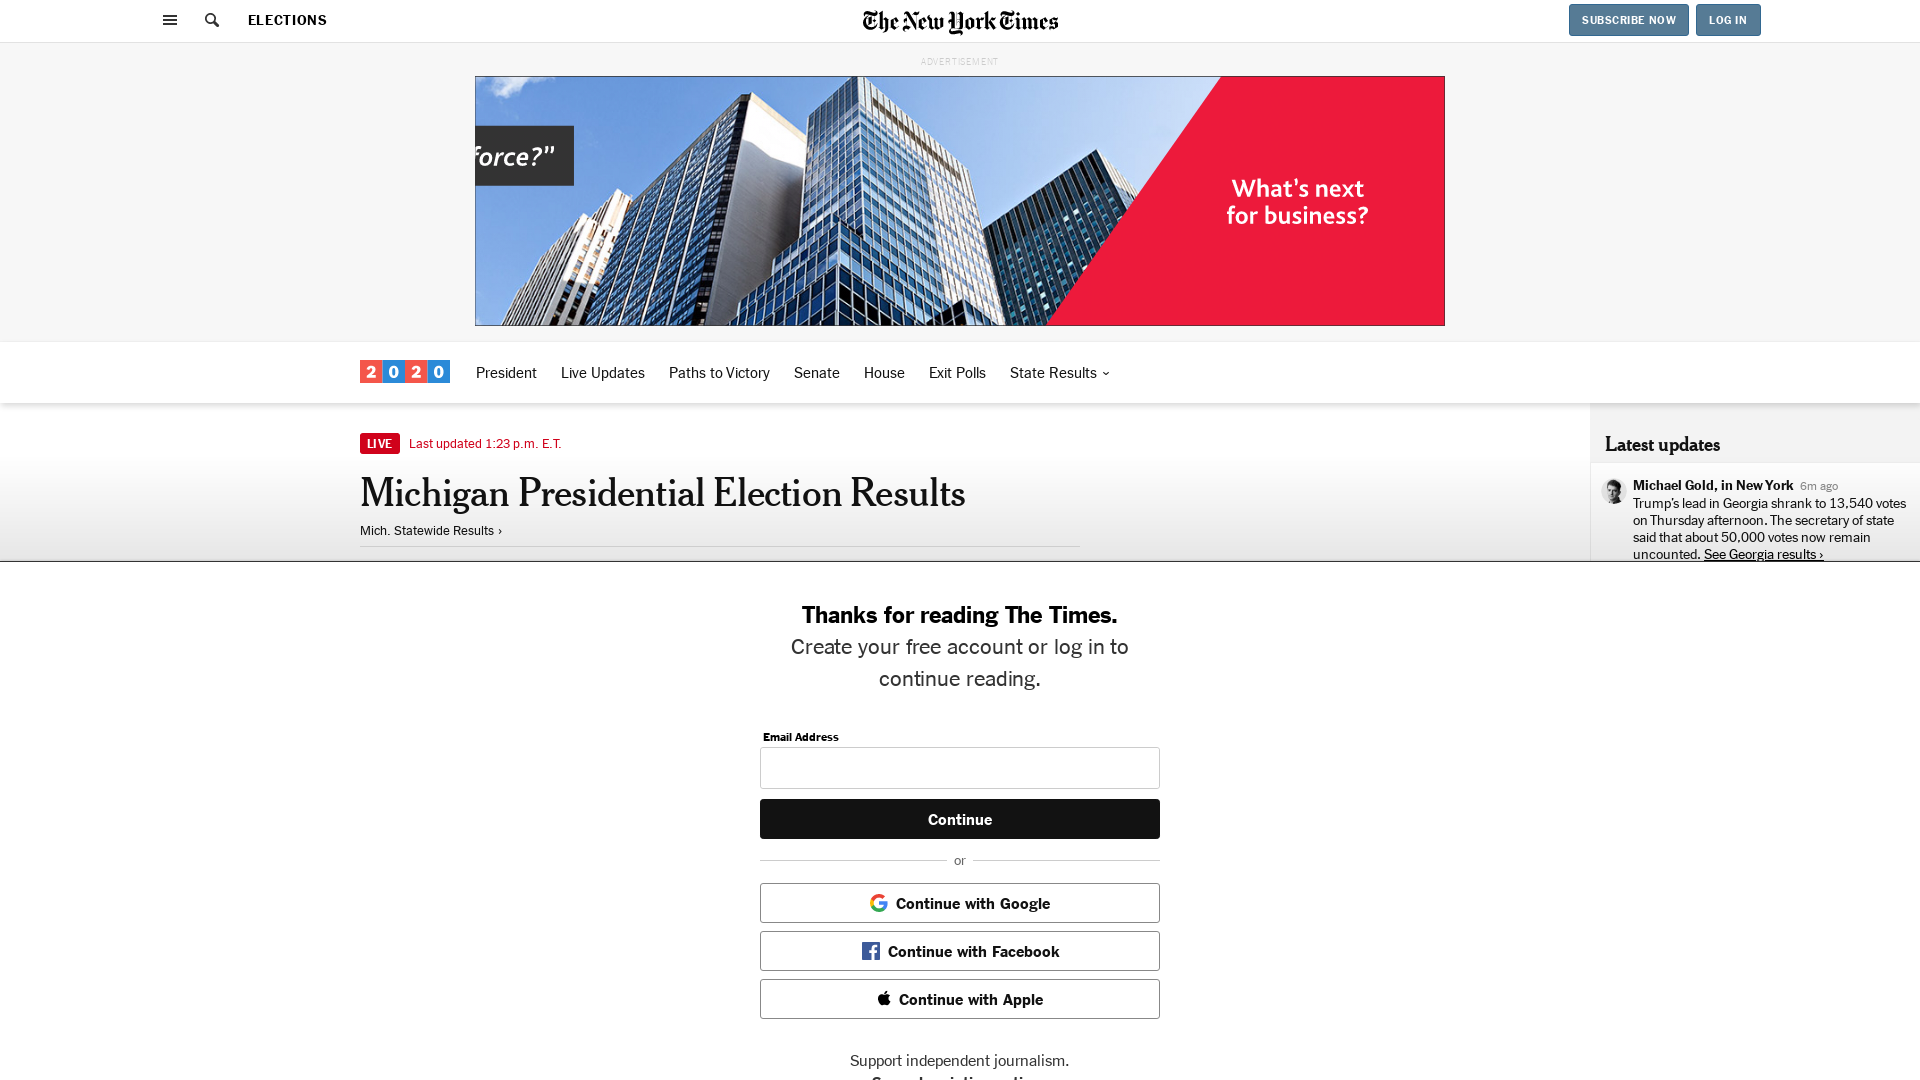 ELECTIONS
The New York Times
SUBSCRIBE NOW
LOG IN
ADVERTISEMENT
force?”
What’s next
for business?
2020
President
Live Updates
Paths to Victory
Senate
House
Exit Polls
State Results
LIVE
Last updated 1:23 p.m. E.T.
Michigan Presidential Election Results
Mich. Statewide Results ›
Latest updates
Michael Gold, in New York 6m ago
Trump’s lead in Georgia shrank to 13,540 votes
on Thursday afternoon. The secretary of state
said that about 50,000 votes now remain
uncounted. See Georgia results ›
Thanks for reading The Times.
Create your free account or log in to
continue reading.
Email Address
Continue
or
Continue with Google
Continue with Facebook
Continue with Apple
Support independent journalism.